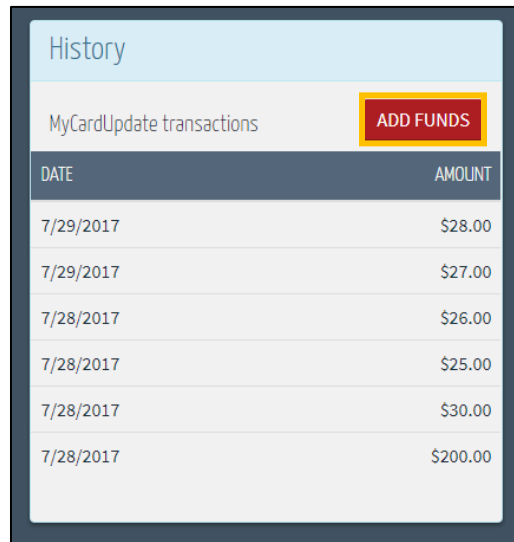 History
MyCardUpdate transactions ADD FUNDS
DATE AMOUNT
7/29/2017 $28.00
7/29/2017 $27.00
7/28/2017 $26.00
7/28/2017 $25.00
7/28/2017 $30.00
7/28/2017 $200.00